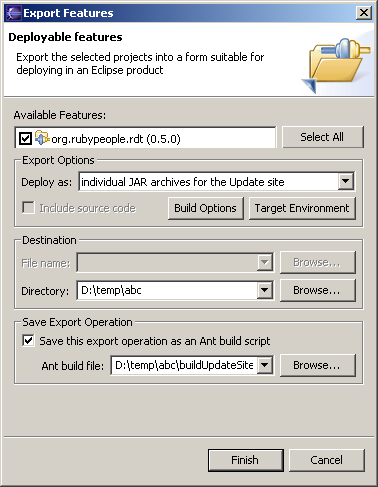 Export Features
Deployable features
Export the selected projects into a form suitable for
deploying in an Eclipse product
Available Features:
org.rubypeople.rdt (0.5.0)
Select All
Export Options
Deploy as:
individual JAR archives for the Update site
Include source code
Build Options
Target Environment
Destination
File name:
Browse...
Directory:
D:\temp\abc
Browse...
Save Export Operation
Save this export operation as an Ant build script
Ant build file:
D:\temp\abc\buildUpdateSite
Browse...
Finish
Cancel